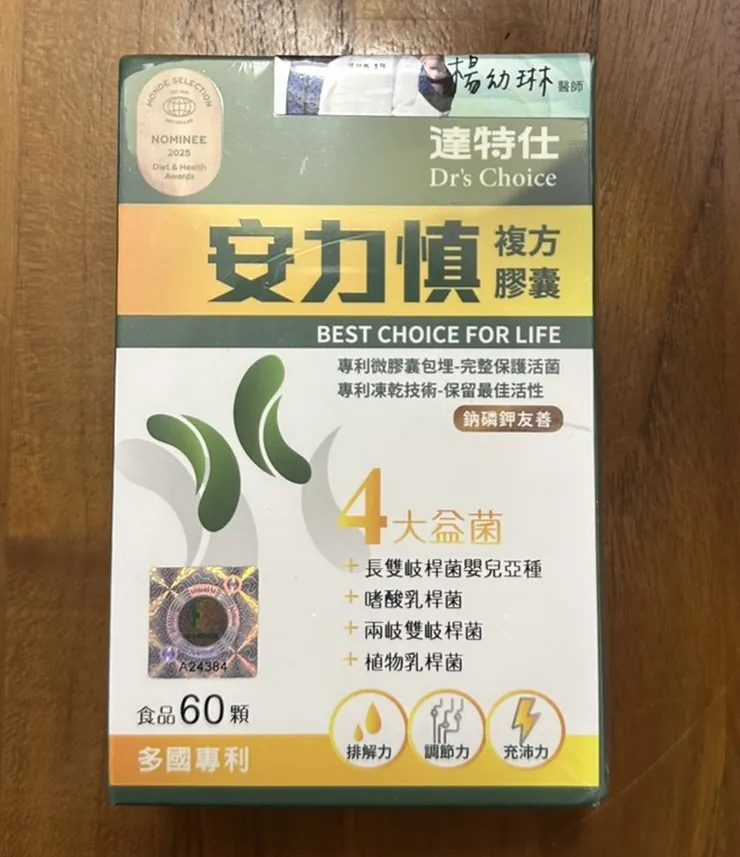 楊幼琳 醫師
MONDE SELECTION
NOMINEE
2025
Diet & Health
Awards
達特仕
Dr's Choice
安力慎 複方膠囊
BEST CHOICE FOR LIFE
專利微膠囊包埋-完整保護活菌
專利凍乾技術-保留最佳活性
鈉磷鉀友善
4大益菌
+長雙歧桿菌嬰兒亞種
+嗜酸乳桿菌
+兩歧雙歧桿菌
+植物乳桿菌
A24384
食品60顆
排解力 調節力 充沛力
多國專利